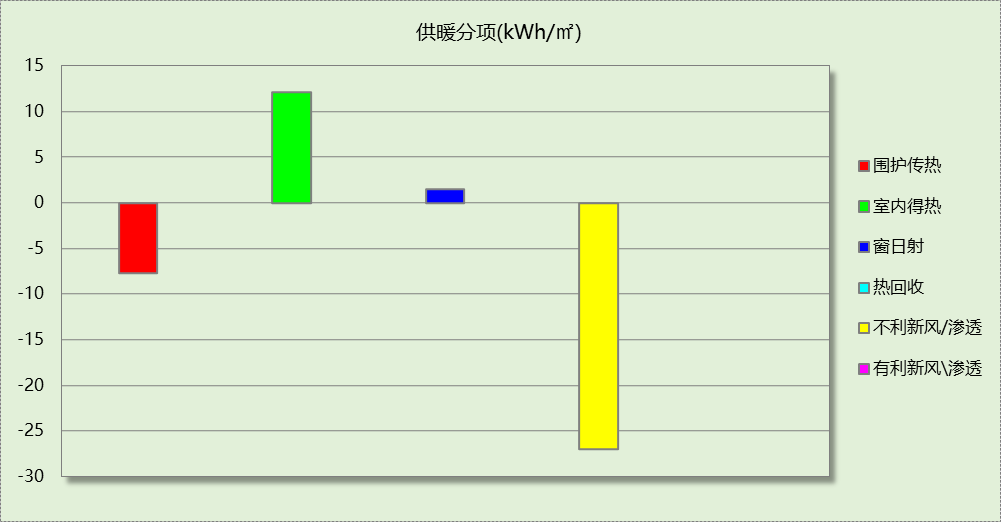 供暖分项(kWh/㎡)
15
10
5
0
-5
-10
-15
-20
-25
-30
围护传热
室内得热
窗日射
热回收
不利新风/渗透
有利新风\渗透